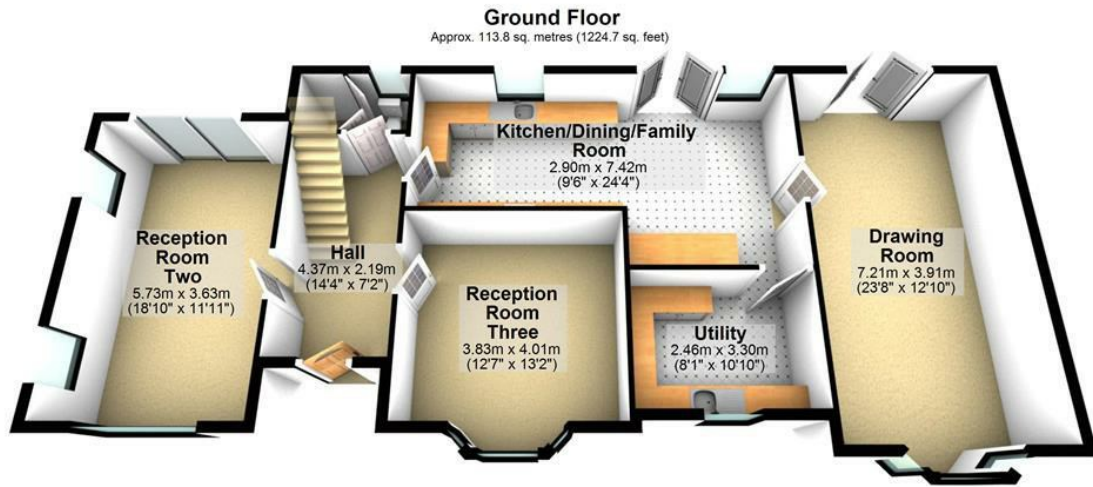 Ground Floor
Approx. 113.8 sq. metres (1224.7 sq. feet)
Kitchen/Dining/Family
Room
2.90m x 7.42m
(9'6" x 24'4")
Reception
Room
Two
5.73m x 3.63m
(18'10" x 11'11")
Hall
4.37m x 2.19m
(14'4" x 7'2")
Reception
Room
Three
3.83m x 4.01m
(12'7" x 13'2")
Utility
2.46m x 3.30m
(8'1" x 10'10")
Drawing
Room
7.21m x 3.91m
(23'8" x 12'10")